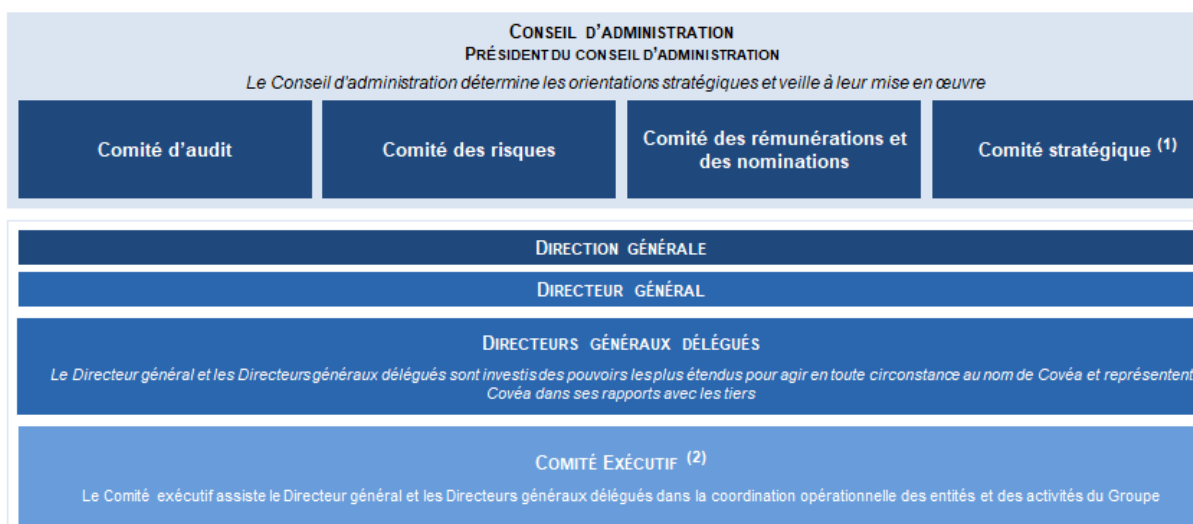 CONSEIL D'ADMINISTRATION
PRÉSIDENT DU CONSEIL D'ADMINISTRATION
Le Conseil d'administration détermine les orientations stratégiques et veille à leur mise en œuvre
Comité d'audit
Comité des risques
Comité des rémunérations et
des nominations
Comité stratégique (1)
DIRECTION GÉNÉRALE
DIRECTEUR GÉNÉRAL
DIRECTEURS GÉNÉRAUX DÉLÉGUÉS
Le Directeur général et les Directeurs généraux délégués sont investis des pouvoirs les plus étendus pour agir en toute circonstance au nom de Covéa et représentent
Covéa dans ses rapports avec les tiers
COMITÉ EXÉCUTIF (2)
Le Comité exécutif assiste le Directeur général et les Directeurs généraux délégués dans la coordination opérationnelle des entités et des activités du Groupe